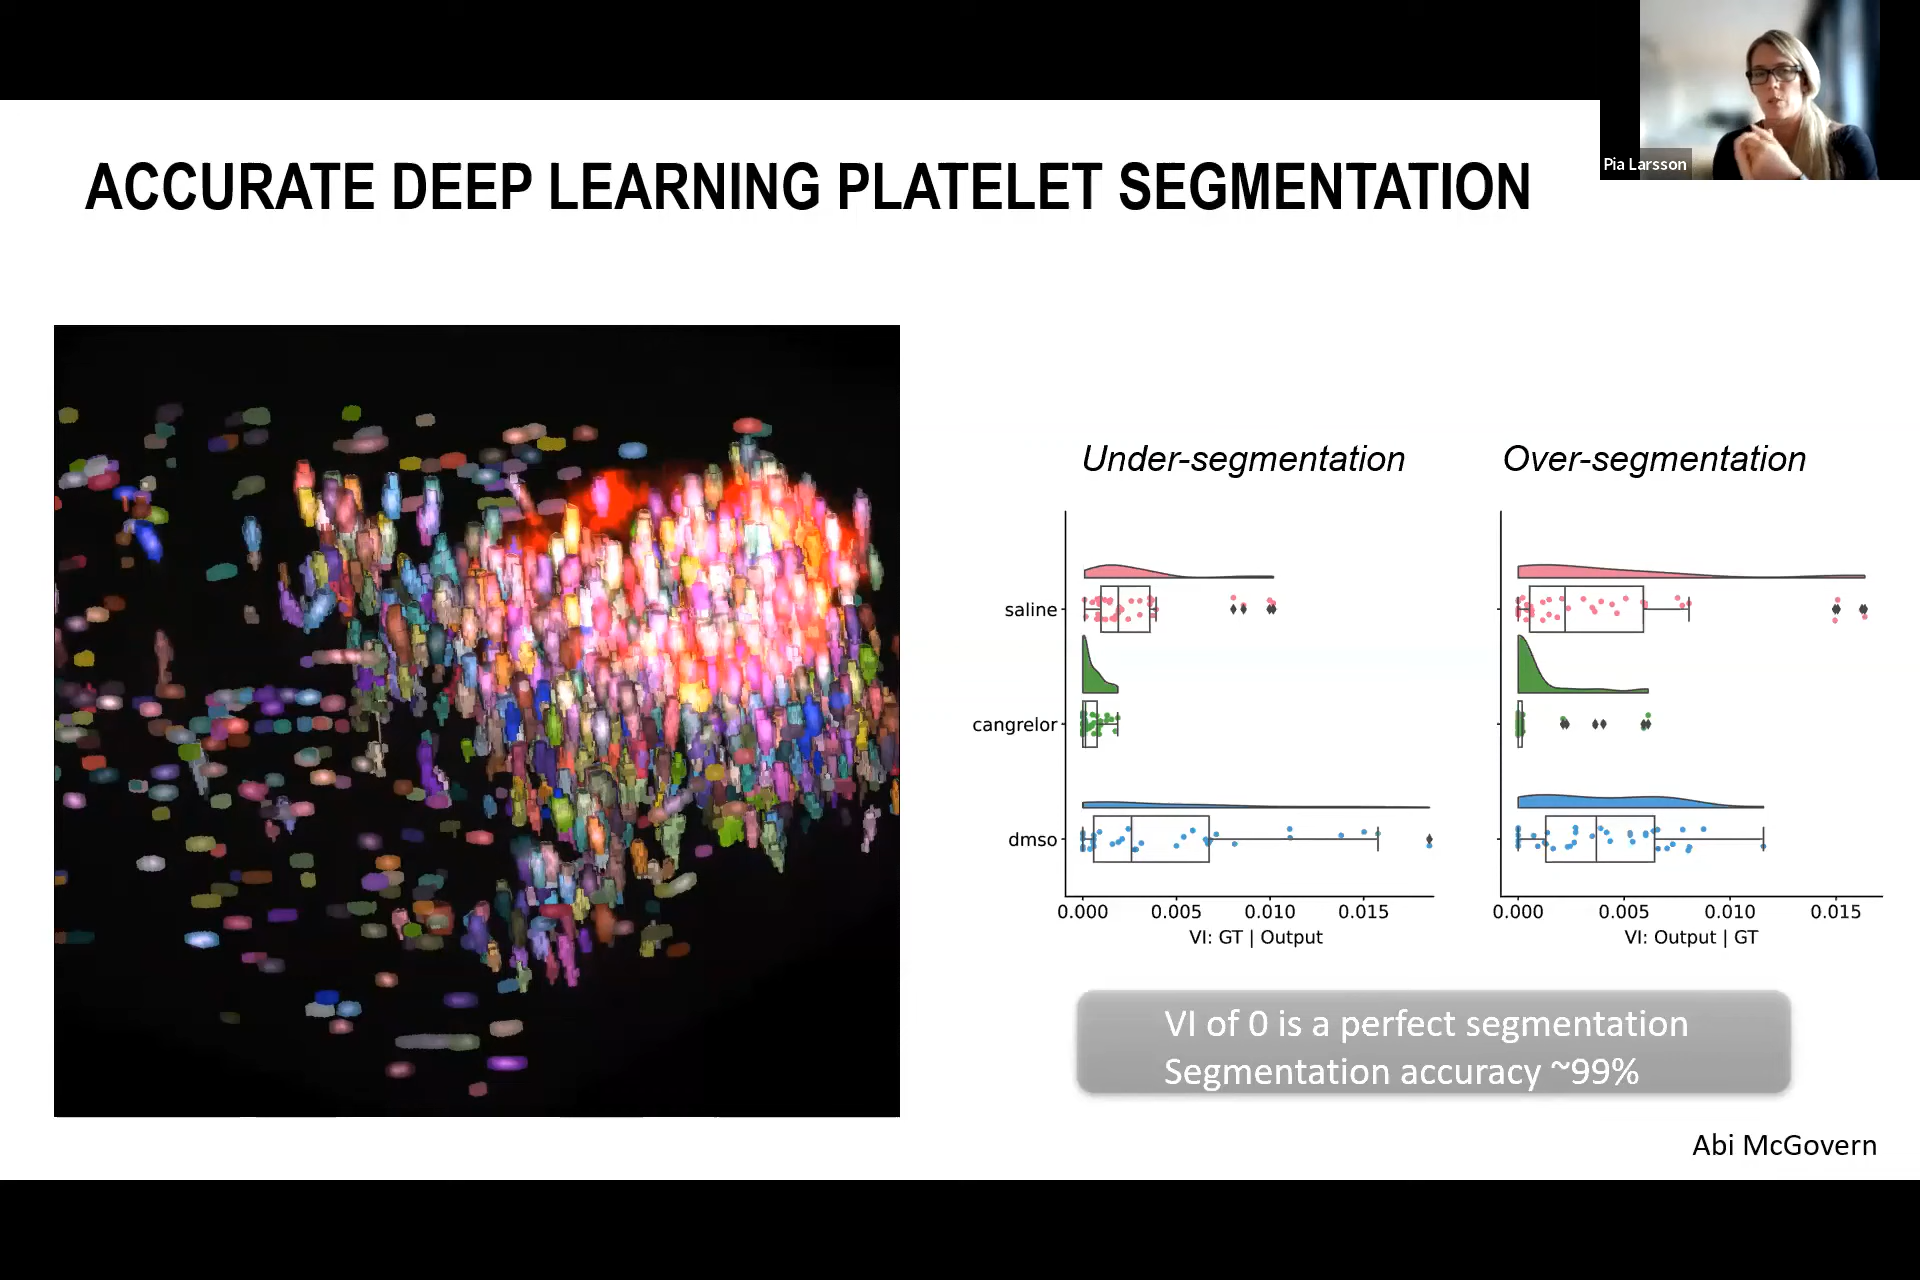 Pia Larsson
ACCURATE DEEP LEARNING PLATELET SEGMENTATION
Under-segmentation
Over-segmentation
saline
cangrelor
dmso
0.000 0.005 0.010 0.015
VI: GT | Output
0.000 0.005 0.010 0.015
VI: Output | GT
VI of 0 is a perfect segmentation
Segmentation accuracy ~99%
Abi McGovern